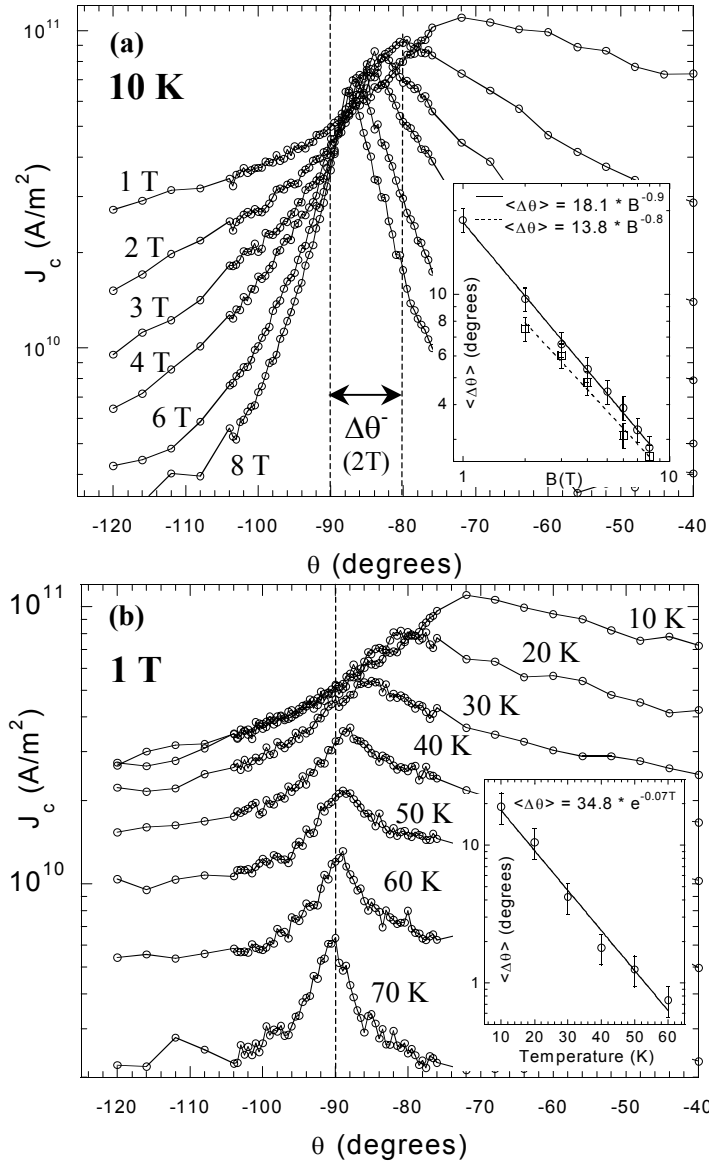 (a)
10 K
10^11
10^10
J_c (A/m^2)
1 T
2 T
3 T
4 T
6 T
8 T
Δθ^-
(2T)
<Δθ> = 18.1 * B^-0.9
<Δθ> = 13.8 * B^-0.8
<Δθ> (degrees)
10
8
6
4
1
10
B(T)
-120 -110 -100 -90 -80 -70 -60 -50 -40
θ (degrees)
(b)
1 T
10^11
10^10
J_c (A/m^2)
10 K
20 K
30 K
40 K
50 K
60 K
70 K
<Δθ> = 34.8 * e^-0.07T
<Δθ> (degrees)
10
1
10 20 30 40 50 60
Temperature (K)
-120 -110 -100 -90 -80 -70 -60 -50 -40
θ (degrees)